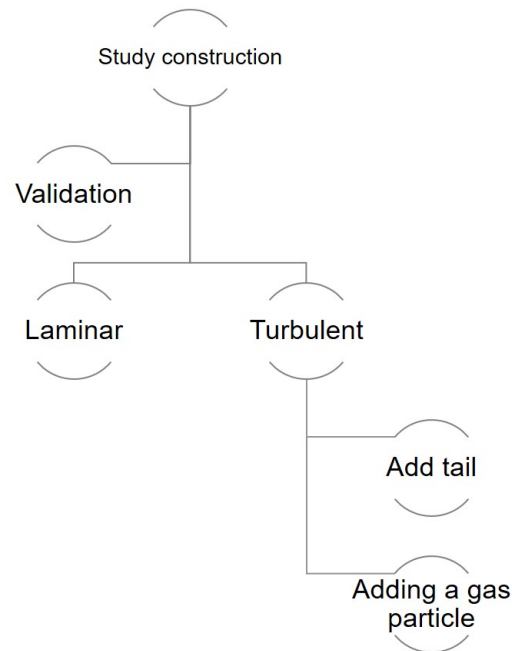 Study construction
Validation
Laminar
Turbulent
Add tail
Adding a gas
particle